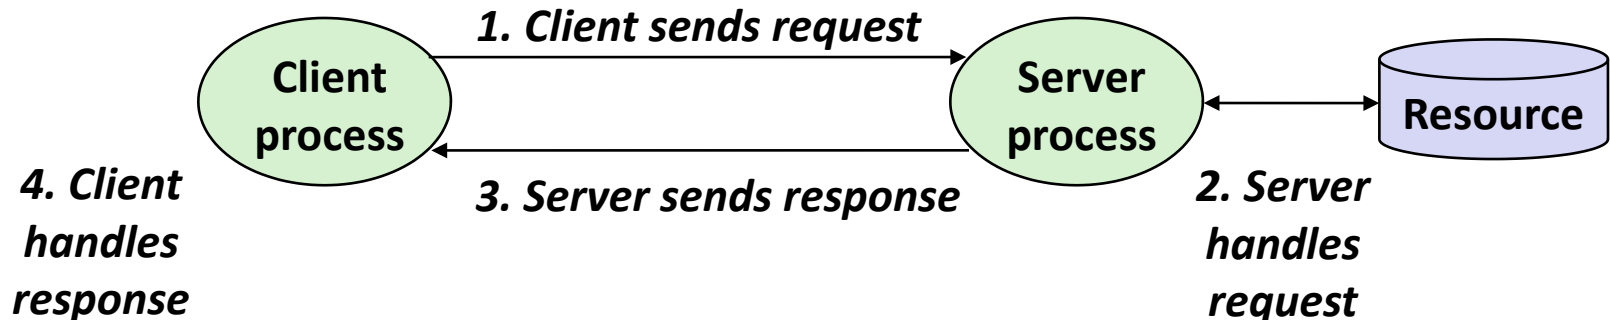 1. Client sends request
Client
process
Server
process
Resource
3. Server sends response
4. Client
handles
response
2. Server
handles
request